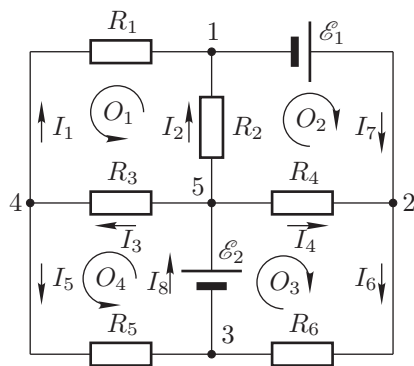 R₁ 1 ℰ₁
I₁ O₁ I₂ R₂ O₂ I₇
4 R₃ 5 R₄ 2
I₃ I₄
I₅ O₄ I₈ ℰ₂ O₃ I₆
R₅ 3 R₆